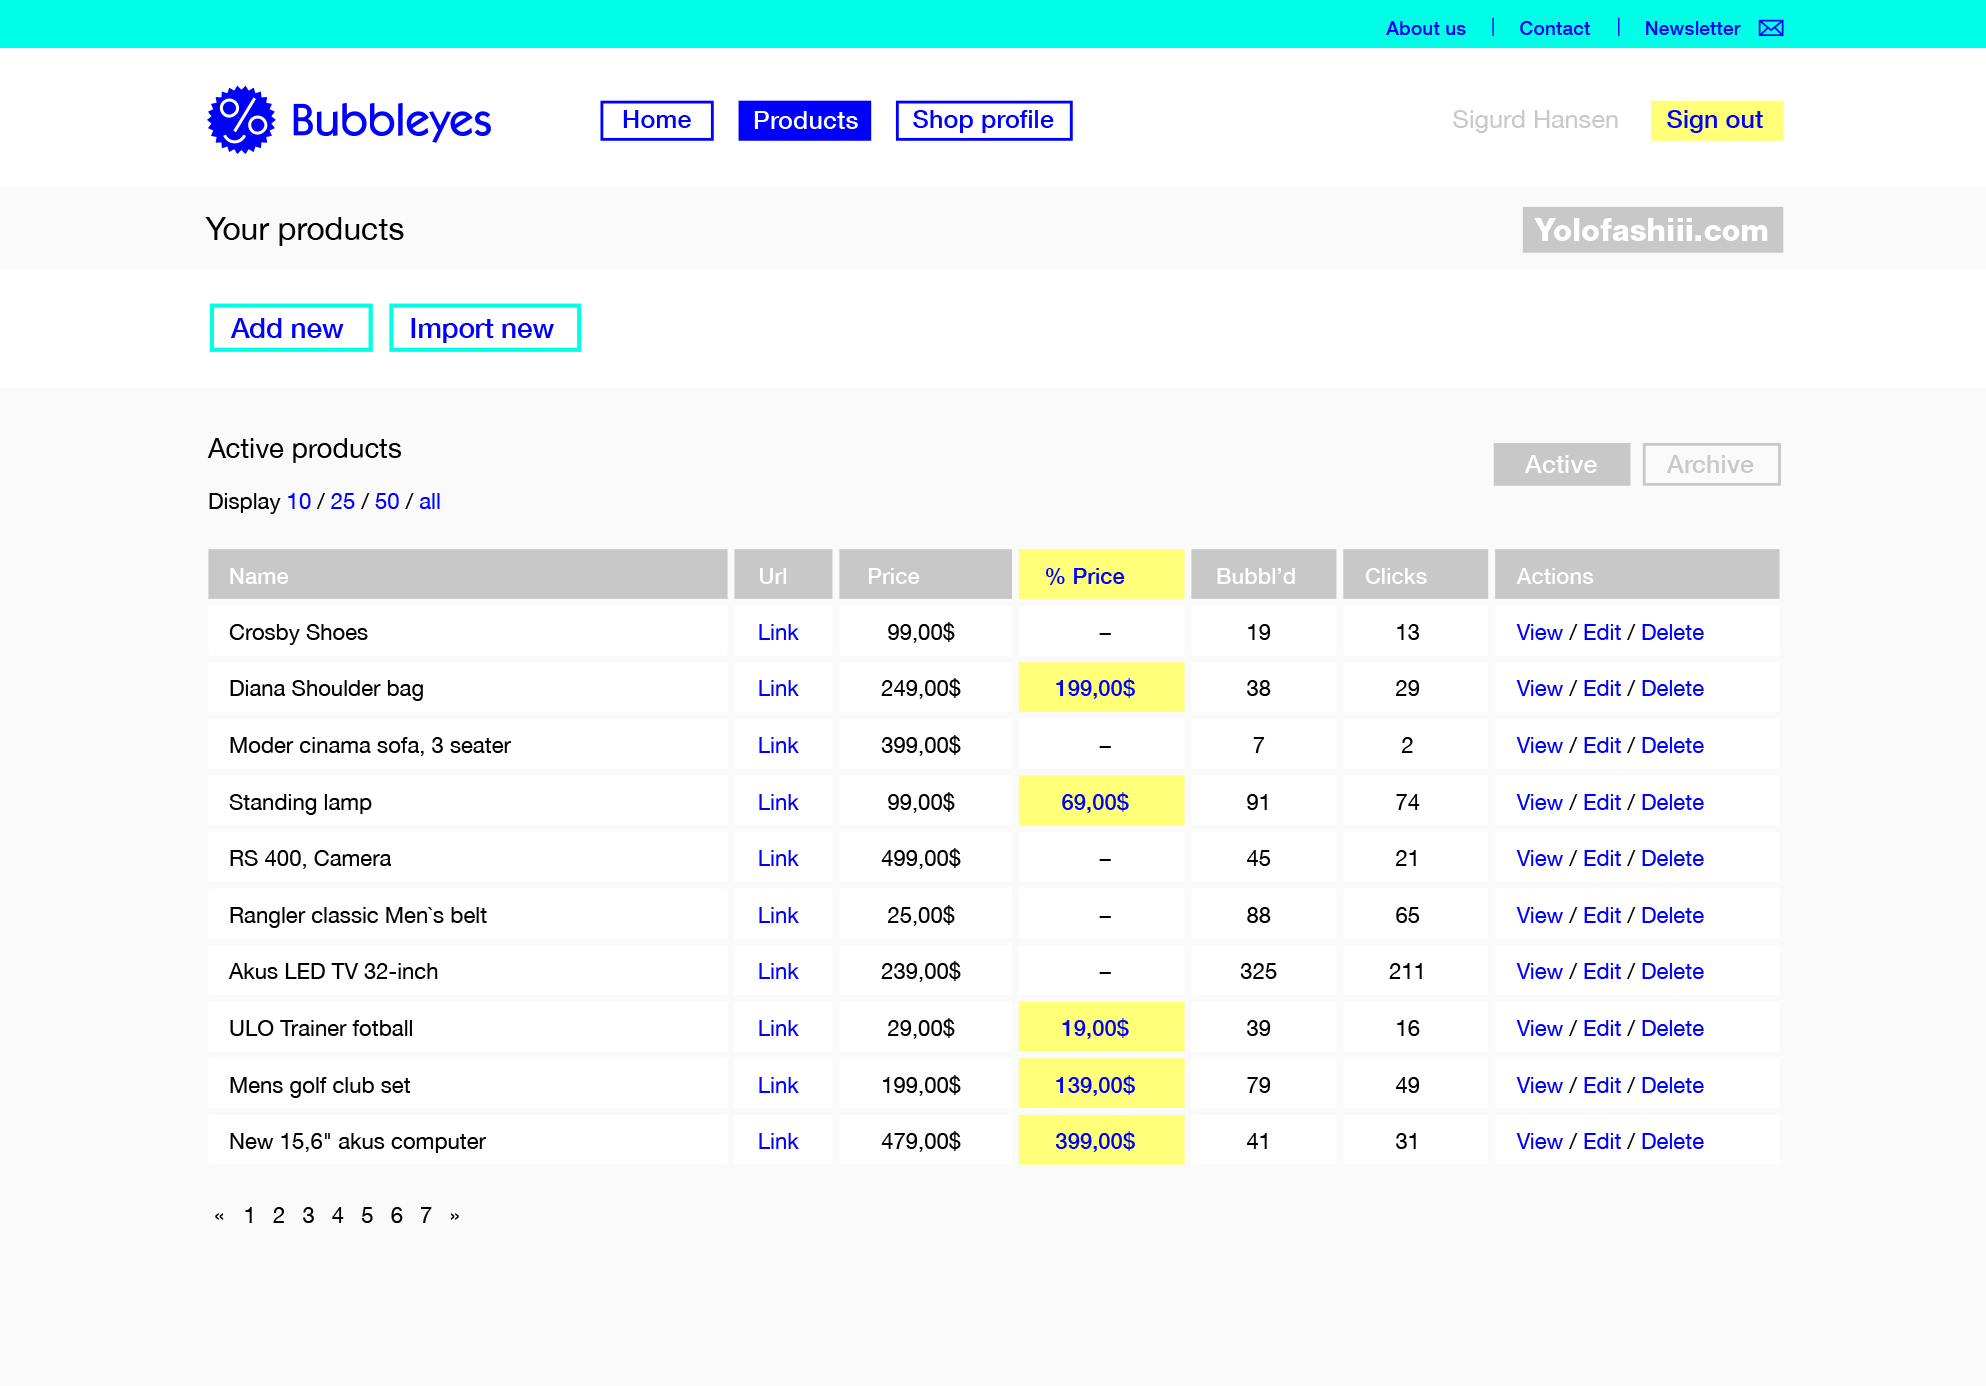 About us | Contact | Newsletter
Bubbleyes Home Products Shop profile Sigurd Hansen Sign out
Your products Yolofashiii.com
Add new Import new
Active products Active Archive
Display 10 / 25 / 50 / all
Name Url Price % Price Bubbl’d Clicks Actions
Crosby Shoes Link 99,00$ – 19 13 View / Edit / Delete
Diana Shoulder bag Link 249,00$ 199,00$ 38 29 View / Edit / Delete
Moder cinama sofa, 3 seater Link 399,00$ – 7 2 View / Edit / Delete
Standing lamp Link 99,00$ 69,00$ 91 74 View / Edit / Delete
RS 400, Camera Link 499,00$ – 45 21 View / Edit / Delete
Rangler classic Men`s belt Link 25,00$ – 88 65 View / Edit / Delete
Akus LED TV 32-inch Link 239,00$ – 325 211 View / Edit / Delete
ULO Trainer fotball Link 29,00$ 19,00$ 39 16 View / Edit / Delete
Mens golf club set Link 199,00$ 139,00$ 79 49 View / Edit / Delete
New 15,6" akus computer Link 479,00$ 399,00$ 41 31 View / Edit / Delete
« 1 2 3 4 5 6 7 »